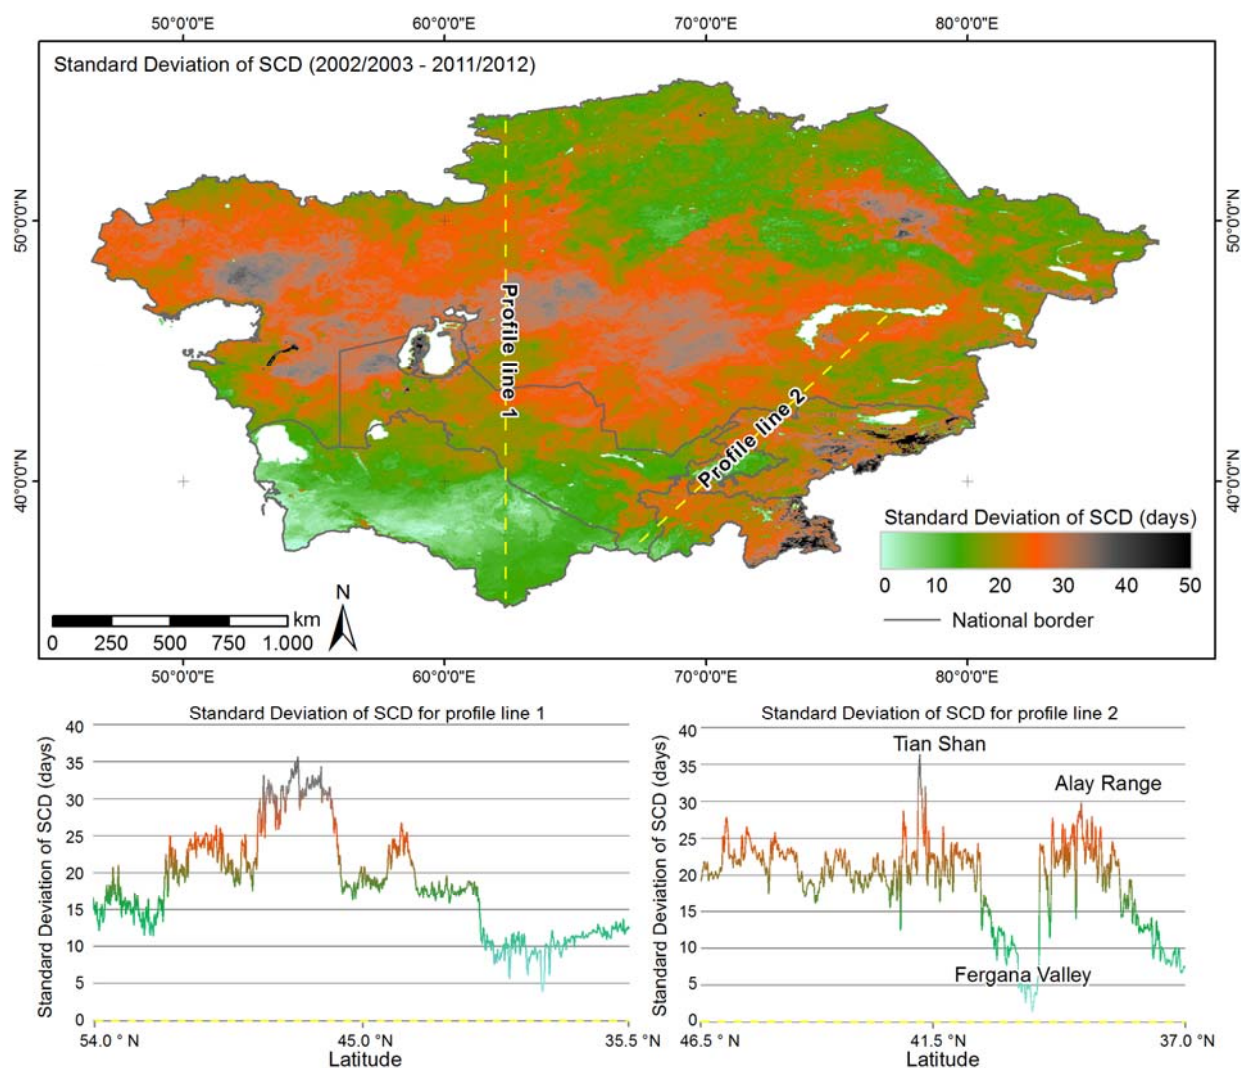 50°0'0"E 60°0'0"E 70°0'0"E 80°0'0"E
Standard Deviation of SCD (2002/2003 - 2011/2012)
50°0'0"N
50°0'0"N
40°0'0"N
40°0'0"N
Profile line 1
Profile line 2
Standard Deviation of SCD (days)
0 10 20 30 40 50
National border
N
km
0 250 500 750 1.000
50°0'0"E 60°0'0"E 70°0'0"E 80°0'0"E
Standard Deviation of SCD for profile line 1
Standard Deviation of SCD (days)
40
35
30
25
20
15
10
5
0
54.0 ° N 45.0 ° N 35.5 ° N
Latitude
Standard Deviation of SCD for profile line 2
Standard Deviation of SCD (days)
40
35
30
25
20
15
10
5
0
Tian Shan
Alay Range
Fergana Valley
46.5 ° N 41.5 ° N 37.0 ° N
Latitude